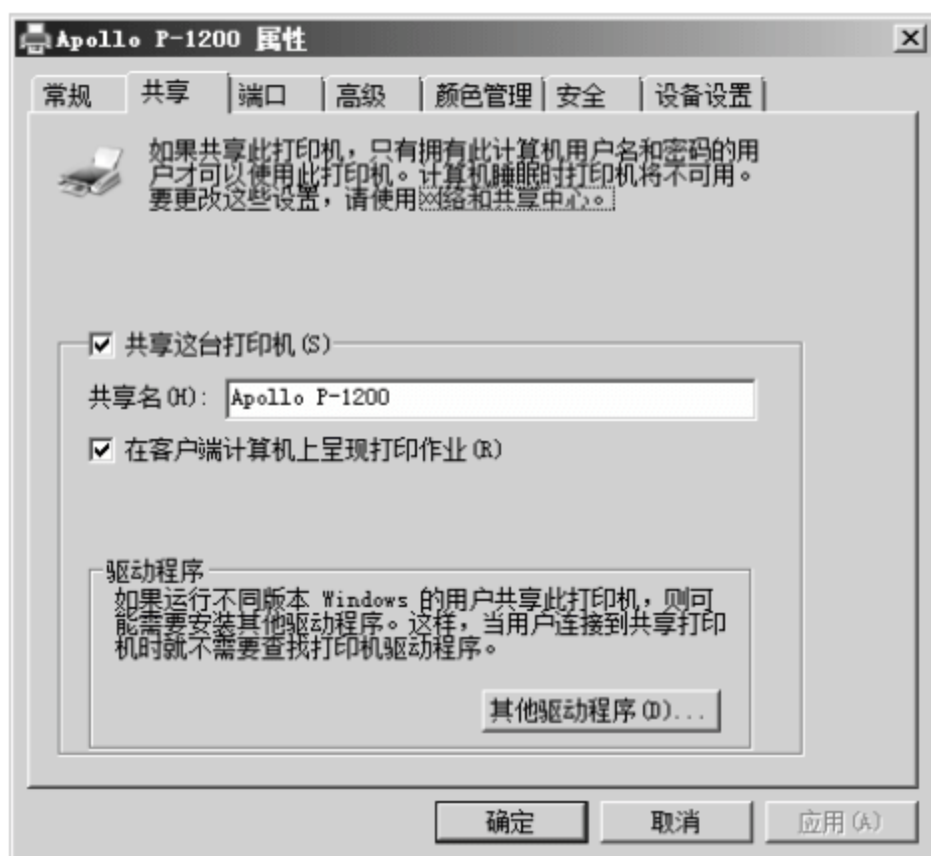 Apollo P-1200 属性
常规 共享 端口 高级 颜色管理 安全 设备设置
如果共享此打印机，只有拥有此计算机用户名和密码的用
户才可以使用此打印机。计算机睡眠时打印机将不可用。
要更改这些设置，请使用网络和共享中心。
共享这台打印机(S)
共享名(H): Apollo P-1200
在客户端计算机上呈现打印作业(R)
驱动程序
如果运行不同版本 Windows 的用户共享此打印机，则可
能需要安装其他驱动程序。这样，当用户连接到共享打印
机时就不需要查找打印机驱动程序。
其他驱动程序(D)...
确定 取消 应用(A)